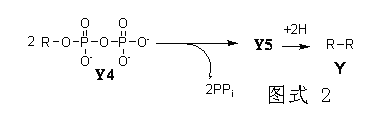 2 R–O–P–O–P–O⁻
O O
O⁻ O⁻
Y4
2PPi
Y5
+2H
R–R
Y
图式 2